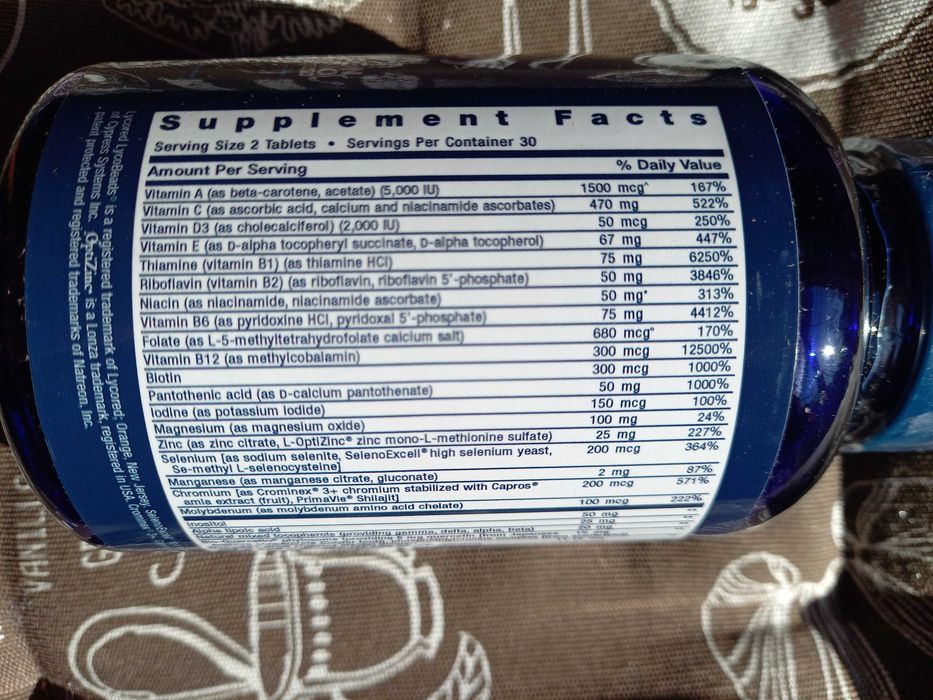 Supplement Facts
Serving Size 2 Tablets • Servings Per Container 30
Amount Per Serving % Daily Value
Vitamin A (as beta-carotene, acetate) (5,000 IU) 1500 mcg^ 167%
Vitamin C (as ascorbic acid, calcium and niacinamide ascorbates) 470 mg 522%
Vitamin D3 (as cholecalciferol) (2,000 IU) 50 mcg 250%
Vitamin E (as D-alpha tocopheryl succinate, D-alpha tocopherol) 67 mg 447%
Thiamine (vitamin B1) (as thiamine HCl) 75 mg 6250%
Riboflavin (vitamin B2) (as riboflavin, riboflavin 5'-phosphate) 50 mg 3846%
Niacin (as niacinamide, niacinamide ascorbate) 50 mg* 313%
Vitamin B6 (as pyridoxine HCl, pyridoxal 5'-phosphate) 75 mg 4412%
Folate (as L-5-methyltetrahydrofolate calcium salt) 680 mcg° 170%
Vitamin B12 (as methylcobalamin) 300 mcg 12500%
Biotin 300 mcg 1000%
Pantothenic acid (as D-calcium pantothenate) 50 mg 1000%
Iodine (as potassium iodide) 150 mcg 100%
Magnesium (as magnesium oxide) 100 mg 24%
Zinc (as zinc citrate, L-OptiZinc® zinc mono-L-methionine sulfate) 25 mg 227%
Selenium [as sodium selenite, SelenoExcell® high selenium yeast, 200 mcg 364%
Se-methyl L-selenocysteine]
Manganese (as manganese citrate, gluconate) 2 mg 87%
Chromium [as Crominex® 3+ chromium stabilized with Capros® 200 mcg 571%
amla extract (fruit), PrimaVie® Shilajit]
Molybdenum (as molybdenum amino acid chelate) 100 mcg 222%
Inositol 50 mg **
Alpha lipoic acid 25 mg **
Natural mixed tocopherols (providing gamma, delta, alpha, beta) 20 mg **
Lycored LycoBeads® is a registered trademark of Lycored; Orange, New Jersey.
of Cypress Systems Inc. OptiZinc® is a Lonza trademark, registered in USA.
patent protected and registered trademarks of Natreon, Inc.